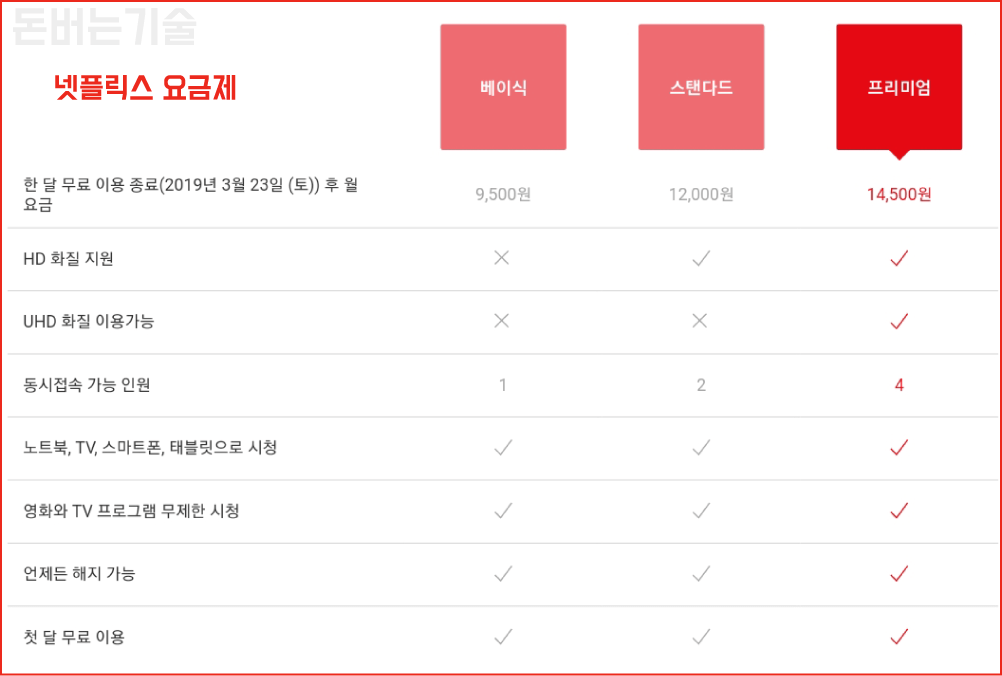 돈버는기술
넷플릭스 요금제
베이식
스탠다드
프리미엄
한 달 무료 이용 종료(2019년 3월 23일 (토)) 후 월
요금
9,500원
12,000원
14,500원
HD 화질 지원
UHD 화질 이용가능
동시접속 가능 인원
1
2
4
노트북, TV, 스마트폰, 태블릿으로 시청
영화와 TV 프로그램 무제한 시청
언제든 해지 가능
첫 달 무료 이용